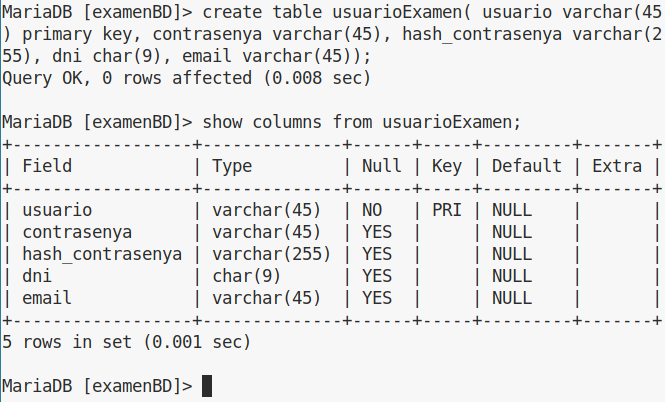 MariaDB [examenBD]> create table usuarioExamen( usuario varchar(45
) primary key, contrasenya varchar(45), hash_contrasenya varchar(2
55), dni char(9), email varchar(45));
Query OK, 0 rows affected (0.008 sec)

MariaDB [examenBD]> show columns from usuarioExamen;
+------------------+--------------+------+-----+---------+-------+
| Field            | Type         | Null | Key | Default | Extra |
+------------------+--------------+------+-----+---------+-------+
| usuario          | varchar(45)  | NO   | PRI | NULL    |       |
| contrasenya      | varchar(45)  | YES  |     | NULL    |       |
| hash_contrasenya | varchar(255) | YES  |     | NULL    |       |
| dni              | char(9)      | YES  |     | NULL    |       |
| email            | varchar(45)  | YES  |     | NULL    |       |
+------------------+--------------+------+-----+---------+-------+
5 rows in set (0.001 sec)

MariaDB [examenBD]>